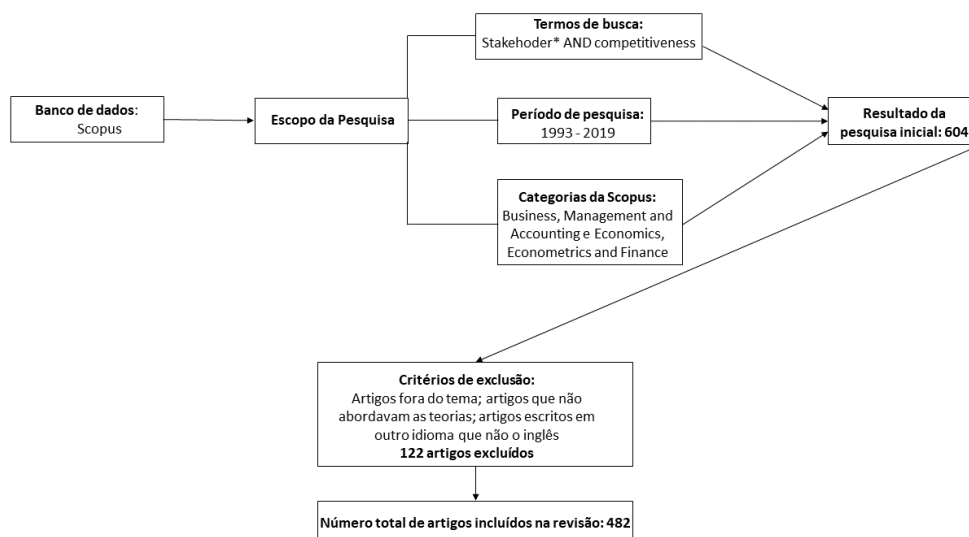 Banco de dados:
Scopus
Escopo da Pesquisa
Termos de busca:
Stakehoder* AND competitiveness
Período de pesquisa:
1993 - 2019
Categorias da Scopus:
Business, Management and
Accounting e Economics,
Econometrics and Finance
Resultado da
pesquisa inicial: 604
Critérios de exclusão:
Artigos fora do tema; artigos que não
abordavam as teorias; artigos escritos em
outro idioma que não o inglês
122 artigos excluídos
Número total de artigos incluídos na revisão: 482